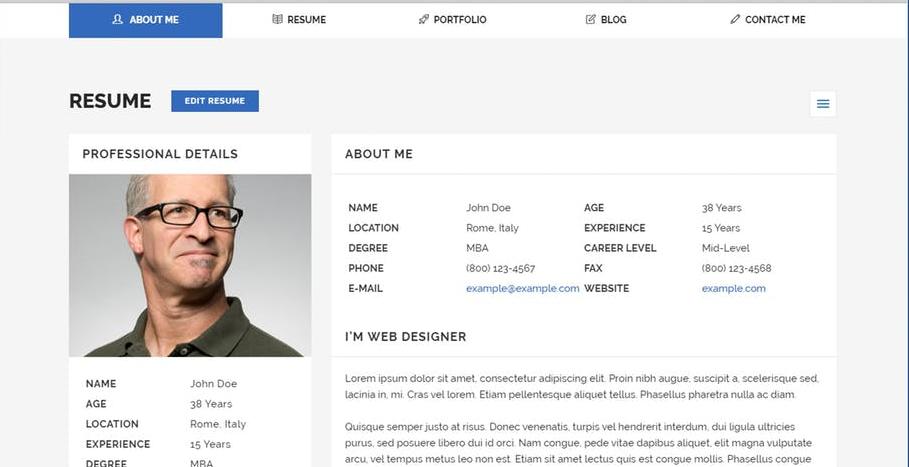 ABOUT ME RESUME PORTFOLIO BLOG CONTACT ME
RESUME EDIT RESUME
PROFESSIONAL DETAILS
NAME John Doe
AGE 38 Years
LOCATION Rome, Italy
EXPERIENCE 15 Years
DEGREE MBA
ABOUT ME
NAME John Doe AGE 38 Years
LOCATION Rome, Italy EXPERIENCE 15 Years
DEGREE MBA CAREER LEVEL Mid-Level
PHONE (800) 123-4567 FAX (800) 123-4568
E-MAIL example@example.com WEBSITE example.com
I'M WEB DESIGNER
Lorem ipsum dolor sit amet, consectetur adipiscing elit. Proin nibh augue, suscipit a, scelerisque sed,
lacinia in, mi. Cras vel lorem. Etiam pellentesque aliquet tellus. Phasellus pharetra nulla ac diam.
Quisque semper justo at risus. Donec venenatis, turpis vel hendrerit interdum, dui ligula ultricies
purus, sed posuere libero dui id orci. Nam congue, pede vitae dapibus aliquet, elit magna vulputate
arcu, vel tempus metus leo non est. Etiam sit amet lectus quis est congue mollis. Phasellus congue